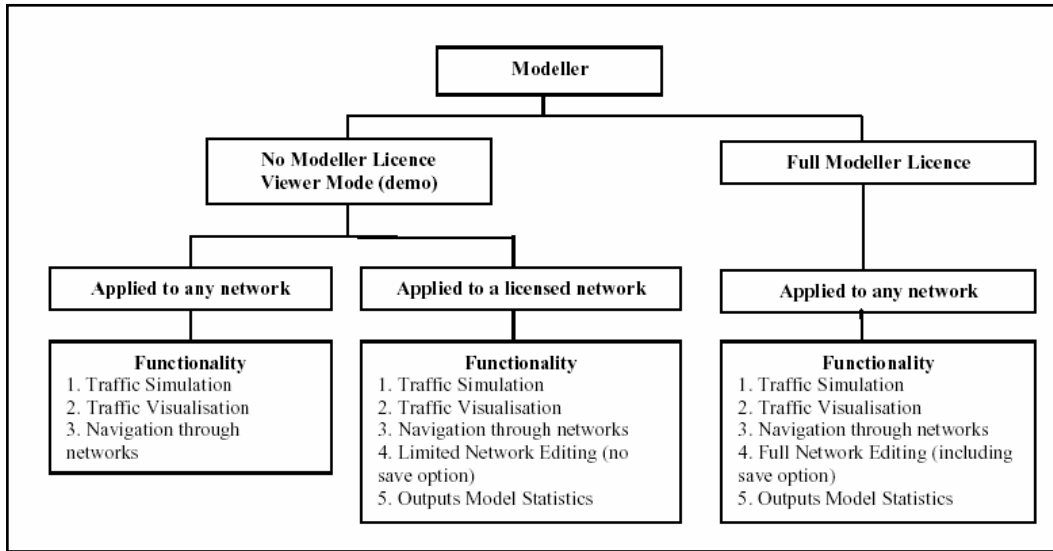 Modeller
No Modeller Licence
Viewer Mode (demo)
Full Modeller Licence
Applied to any network
Applied to a licensed network
Applied to any network
Functionality
1. Traffic Simulation
2. Traffic Visualisation
3. Navigation through
networks
Functionality
1. Traffic Simulation
2. Traffic Visualisation
3. Navigation through networks
4. Limited Network Editing (no
save option)
5. Outputs Model Statistics
Functionality
1. Traffic Simulation
2. Traffic Visualisation
3. Navigation through networks
4. Full Network Editing (including
save option)
5. Outputs Model Statistics